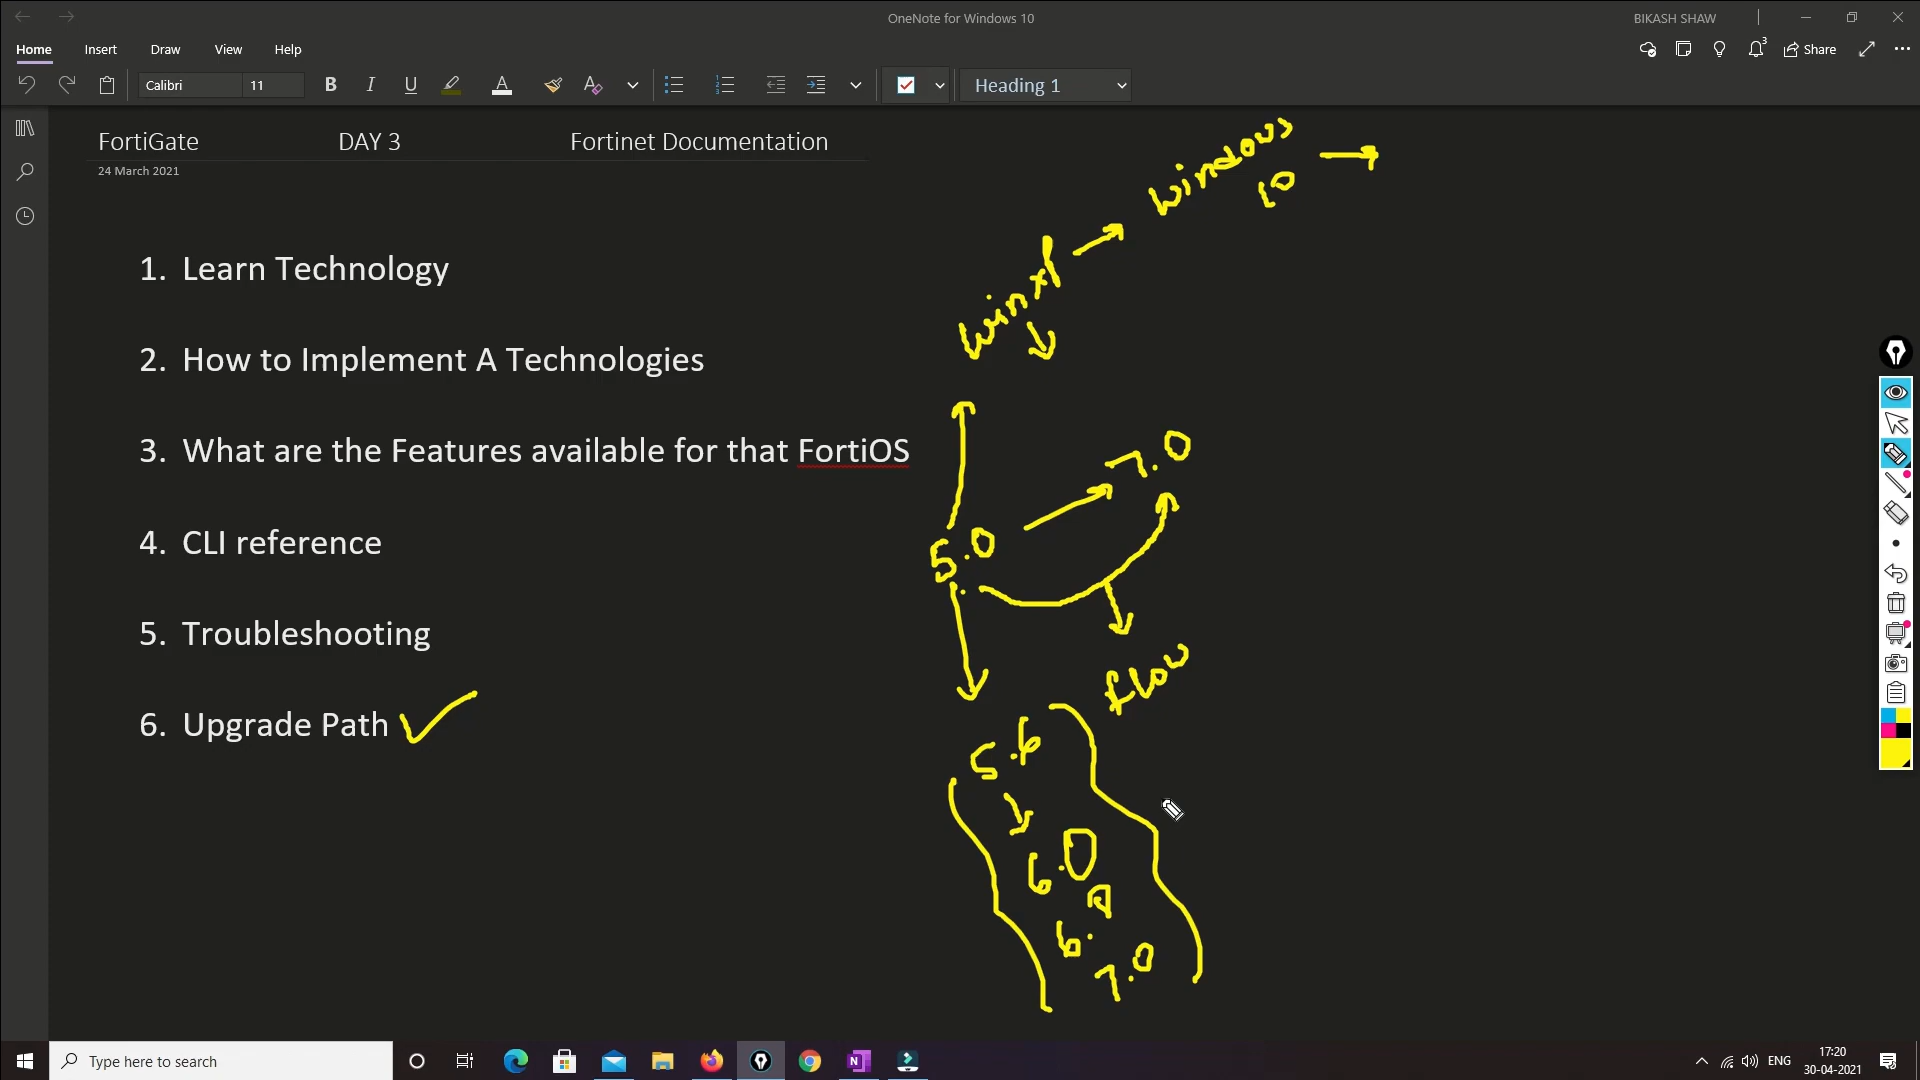 OneNote for Windows 10
BIKASH SHAW
Home Insert Draw View Help
3
Share
Calibri 11 B I U A A Heading 1
FortiGate DAY 3 Fortinet Documentation
24 March 2021
1. Learn Technology
2. How to Implement A Technologies
3. What are the Features available for that FortiOS
4. CLI reference
5. Troubleshooting
6. Upgrade Path
windows
10
5.0
7.0
flow
5.6
6.0
6.
7.0
Type here to search
ENG
17:20
30-04-2021